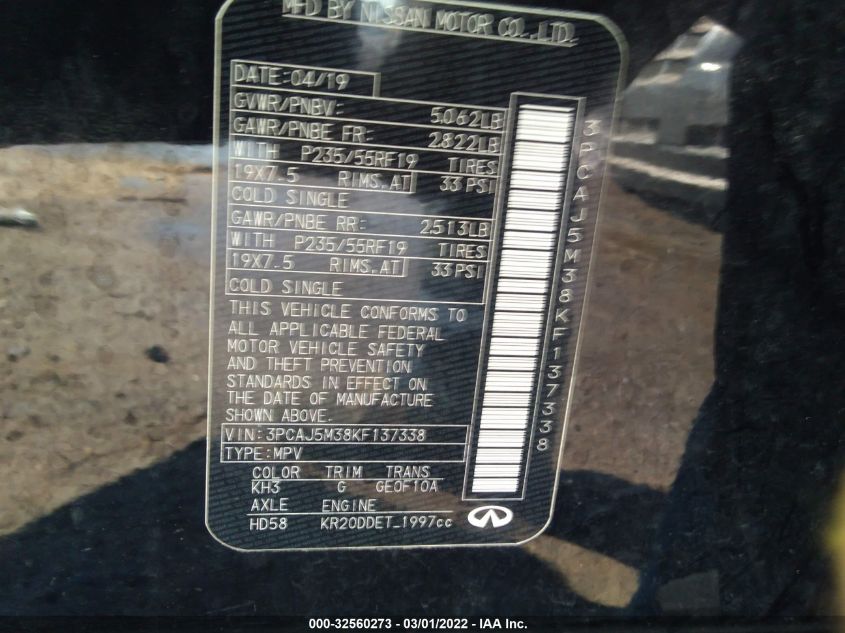 MFD BY NISSAN MOTOR CO.,LTD.
DATE:04/19
GVWR/PNBV: 5062LB
GAWR/PNBE FR: 2822LB
WITH P235/55RF19 TIRES
19X7.5 RIMS.AT 33 PSI
COLD SINGLE
GAWR/PNBE RR: 2513LB
WITH P235/55RF19 TIRES
19X7.5 RIMS.AT 33 PSI
COLD SINGLE
THIS VEHICLE CONFORMS TO
ALL APPLICABLE FEDERAL
MOTOR VEHICLE SAFETY
AND THEFT PREVENTION
STANDARDS IN EFFECT ON
THE DATE OF MANUFACTURE
SHOWN ABOVE.
VIN:3PCAJ5M38KF137338
TYPE:MPV
COLOR TRIM TRANS
KH3 G GE0F10A
AXLE ENGINE
HD58 KR20DDET_1997cc
3PCAJ5M38KF137338
000-32560273 - 03/01/2022 - IAA Inc.